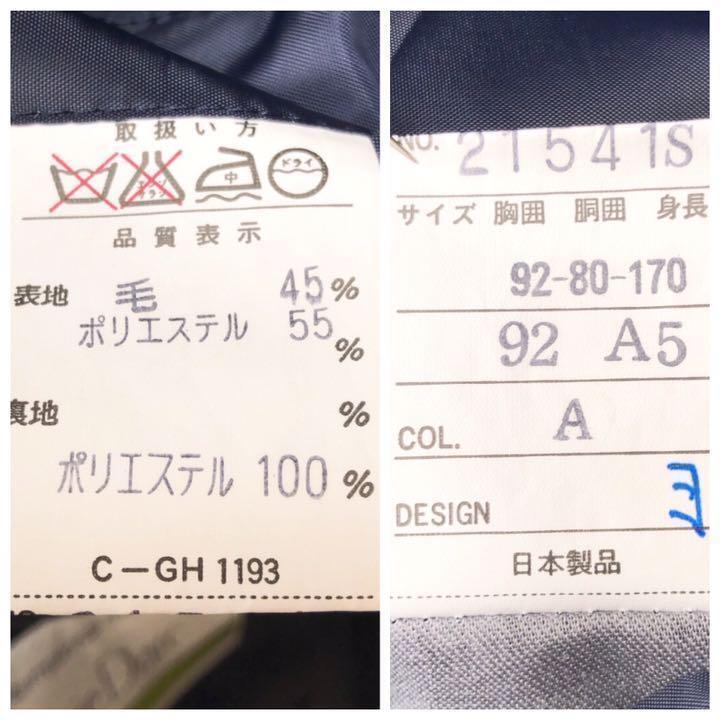 取扱い方
中
ドライ
品質表示
表地 毛 45%
ポリエステル 55%
裏地 %
ポリエステル 100%
C－GH 1193
NO. 21541S
サイズ 胸囲 胴囲 身長
92-80-170
92 A5
COL. A
DESIGN
日本製品